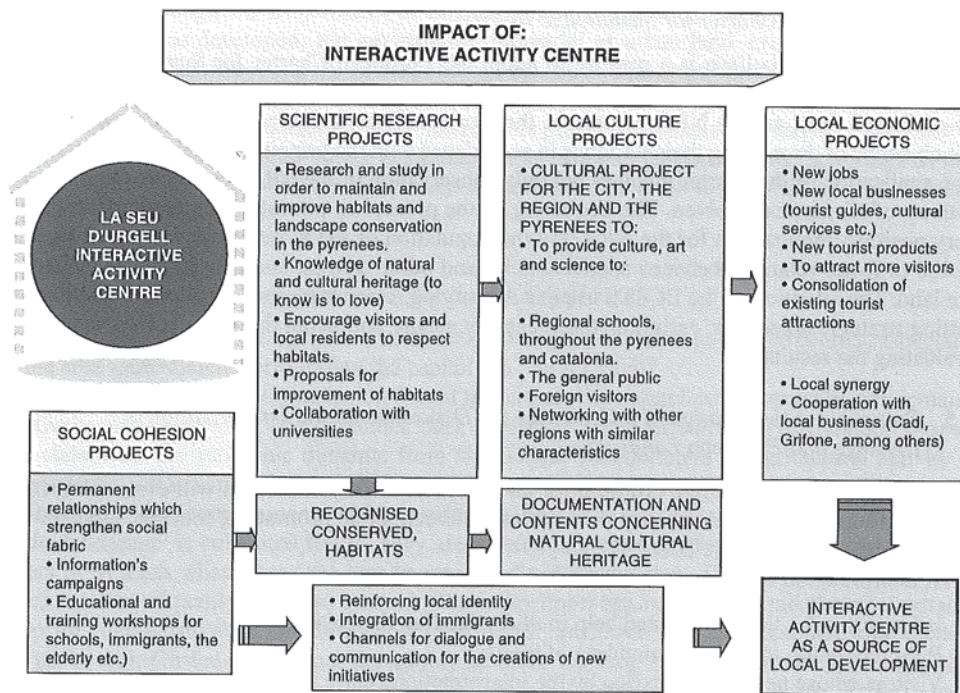 IMPACT OF:
INTERACTIVE ACTIVITY CENTRE
LA SEU
D'URGELL
INTERACTIVE
ACTIVITY
CENTRE
SCIENTIFIC RESEARCH
PROJECTS
• Research and study in
order to maintain and
improve habitats and
landscape conservation
in the pyrenees.
• Knowledge of natural
and cultural heritage (to
know is to love)
• Encourage visitors and
local residents to respect
habitats.
• Proposals for
improvement of habitats
• Collaboration with
universities
LOCAL CULTURE
PROJECTS
• CULTURAL PROJECT
FOR THE CITY, THE
REGION AND THE
PYRENEES TO:
• To provide culture, art
and science to:
• Regional schools,
throughout the pyrenees
and catalonia.
• The general public
• Foreign visitors
• Networking with other
regions with similar
characteristics
LOCAL ECONOMIC
PROJECTS
• New jobs
• New local businesses
(tourist guides, cultural
services etc.)
• New tourist products
• To attract more visitors
• Consolidation of
existing tourist
attractions
• Local synergy
• Cooperation with
local business (Cadí,
Grifone, among others)
SOCIAL COHESION
PROJECTS
• Permanent
relationships which
strengthen social
fabric
• Information's
campaigns
• Educational and
training workshops for
schools, immigrants, the
elderly etc.)
RECOGNISED
CONSERVED,
HABITATS
DOCUMENTATION AND
CONTENTS CONCERNING
NATURAL CULTURAL
HERITAGE
• Reinforcing local identity
• Integration of immigrants
• Channels for dialogue and
communication for the creations of new
initiatives
INTERACTIVE
ACTIVITY CENTRE
AS A SOURCE OF
LOCAL DEVELOPMENT